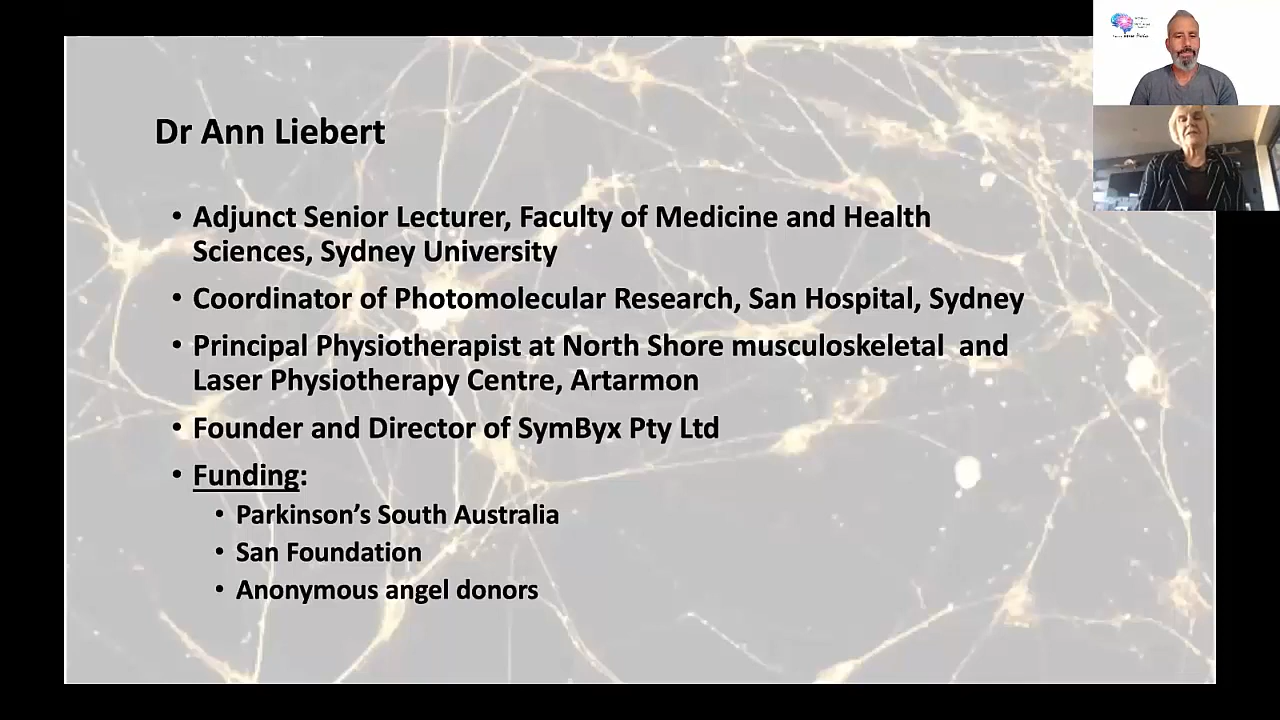 Dr Ann Liebert
• Adjunct Senior Lecturer, Faculty of Medicine and Health
Sciences, Sydney University
• Coordinator of Photomolecular Research, San Hospital, Sydney
• Principal Physiotherapist at North Shore musculoskeletal and
Laser Physiotherapy Centre, Artarmon
• Founder and Director of SymByx Pty Ltd
• Funding:
• Parkinson's South Australia
• San Foundation
• Anonymous angel donors